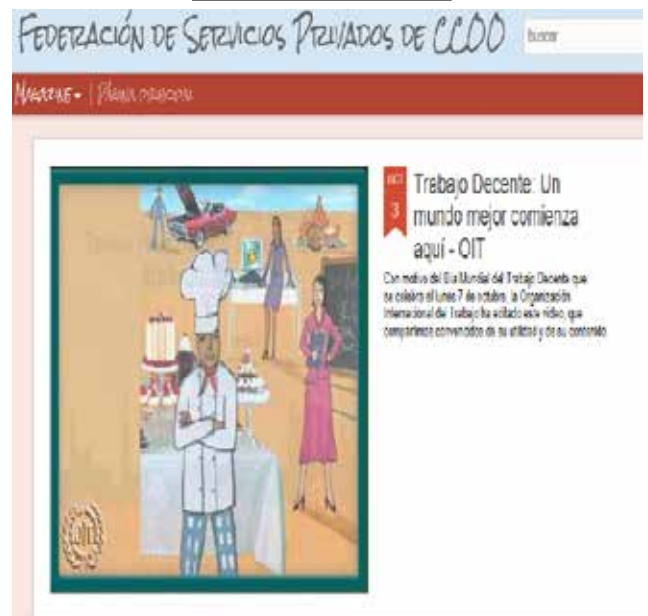 Federación de Servicios Privados de CCOO
buscar
Magazine
Página principal
OCT
3
Trabajo Decente: Un
mundo mejor comienza
aquí - OIT
Con motivo del Día Mundial del Trabajo Decente que
se celebra el lunes 7 de octubre, la Organización
Internacional del Trabajo ha editado este vídeo, que
compartimos convencidos de su utilidad y de su contenido